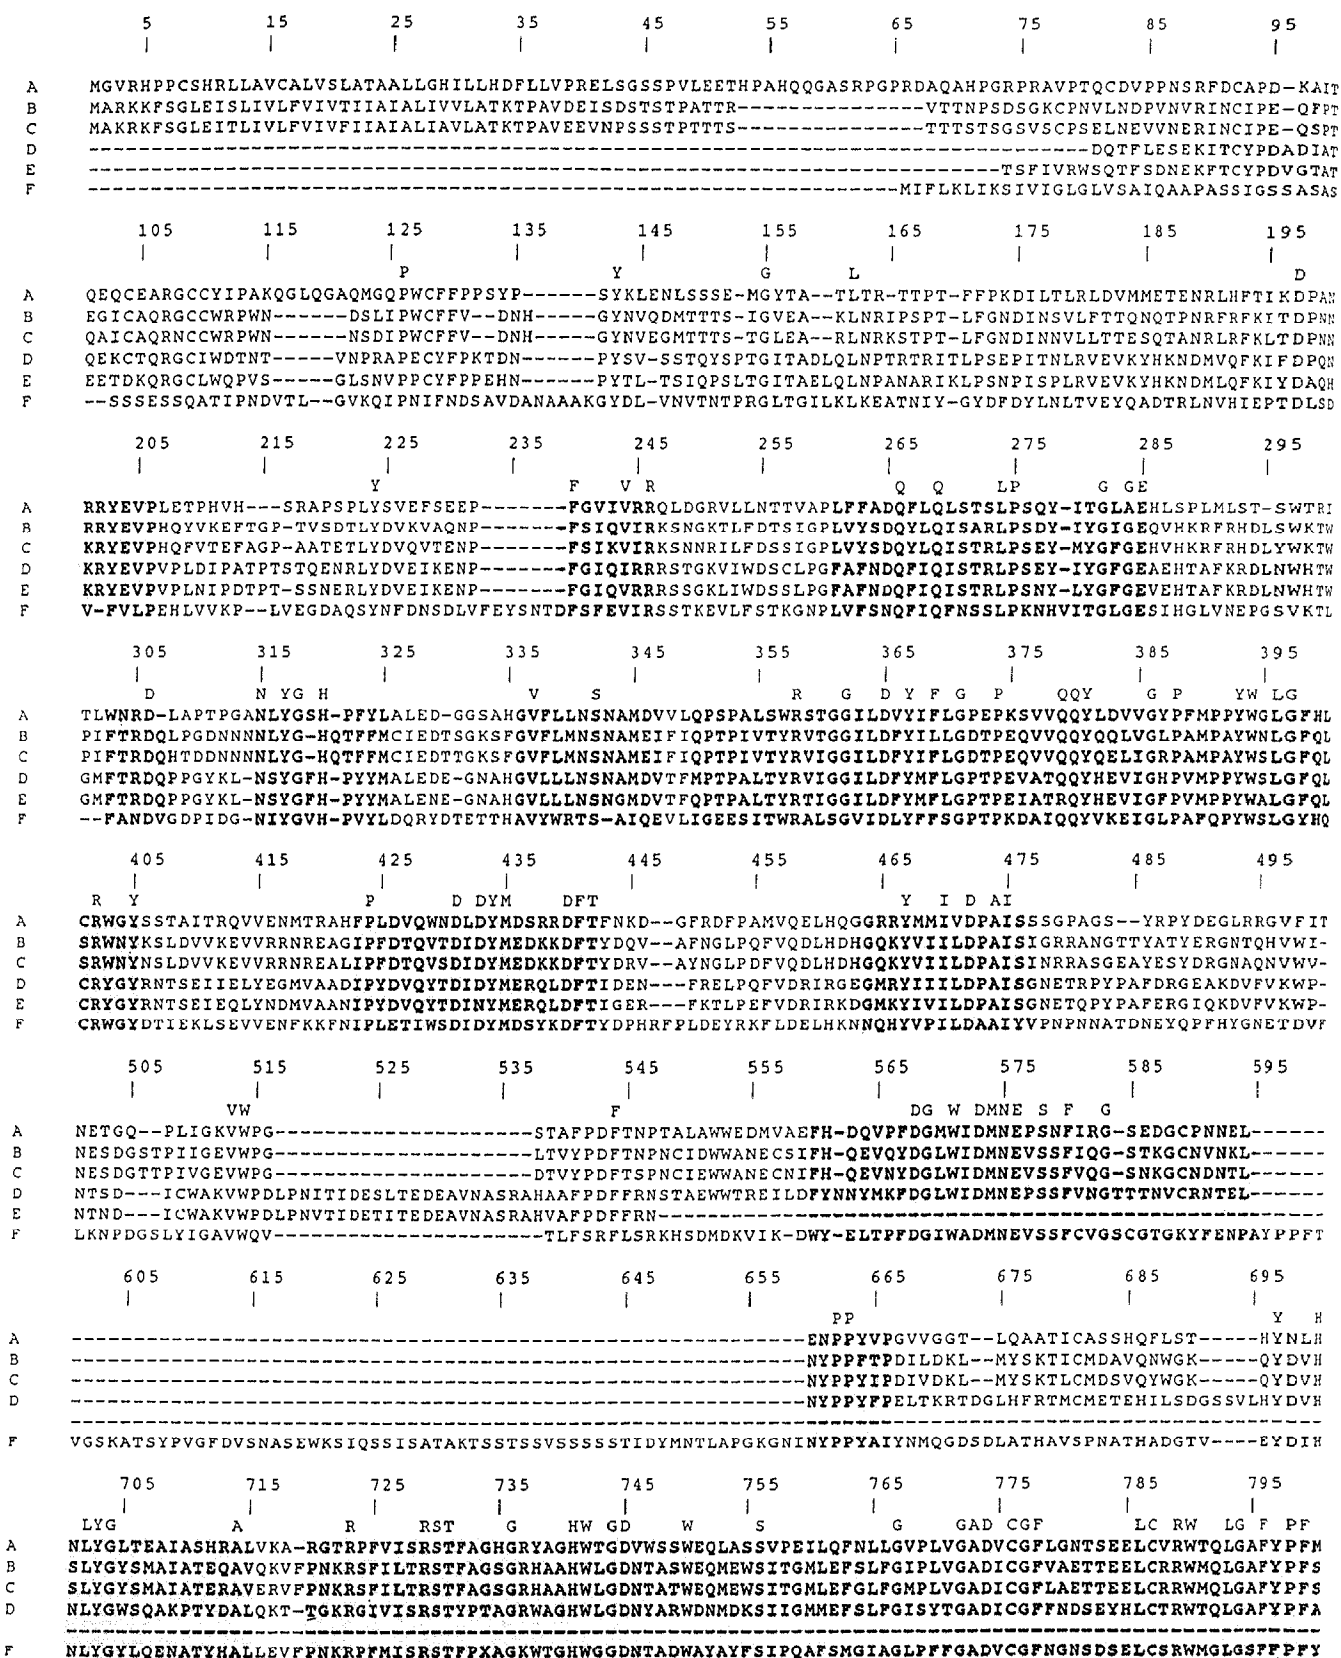 5 15 25 35 45 55 65 75 85 95
A MGVRHPPCSHRLLAVCALVSLATAALLGHILLHDFLLVPRELSGSSPVLEETHPAHQQGASRPGPRDAQAHPGRPRAVPTQCDVPPNSRFDCAPD-KAIT
B MARKKFSGLEISLIVLFVIVTIIAIALIVVLATKTPAVDEISDSTSTPATTR---------------VTTNPSDSGKCPNVLNDPVNVRINCIPE-QFPT
C MAKRKFSGLEITLIVLFVIVFIIAIALIAVLATKTPAVEEVNPSSSTPTTTS---------------TTTSTSGSVSCPSELNEVVNERINCIPE-QSPT
D --------------------------------------------------------------------------------DQTFLESEKITCYPDADIAT
E -------------------------------------------------------------------------TSFIVRWSQTFSDNEKFTCYPDVGTAT
F -----------------------------------------------------------------MIFLKLIKSIVIGLGLVSAIQAAPASSIGSSASAS
105 115 125 135 145 155 165 175 185 195
P Y G L D
A QEQCEARGCCYIPAKQGLQGAQMGQPWCFFPPSYP------SYKLENLSSSE-MGYTA--TLTR-TTPT-FFPKDILTLRLDVMMETENRLHFTIKDPAN
B EGICAQRGCCWRPWN------DSLIPWCFFV--DNH-----GYNVQDMTTTS-IGVEA--KLNRIPSPT-LFGNDINSVLFTTQNQTPNRFRFKITDPNN
C QAICAQRNCCWRPWN------NSDIPWCFFV--DNH-----GYNVEGMTTTS-TGLEA--RLNRKSTPT-LFGNDINNVLLTTESQTANRLRFKLTDPNN
D QEKCTQRGCIWDTNT------VNPRAPECYFPKTDN-----PYSV-SSTQYSPTGITADLQLNPTRTRITLPSEPITNLRVEVKYHKNDMVQFKIFDPQN
E EETDKQRGCLWQPVS-----GLSNVPPCYFPPEHN------PYTL-TSIQPSLTGITAELQLNPANARIKLPSNPISPLRVEVKYHKNDMLQFKIYDAQH
F --SSSESSQATIPNDVTL--GVKQIPNIFNDSAVDANAAAKGYDL-VNVTNTPRGLTGILKLKEATNIY-GYDFDYLNLTVEYQADTRLNVHIEPTDLSD
205 215 225 235 245 255 265 275 285 295
Y F V R Q Q LP G GE
A RRYEVPLETPHVH---SRAPSPLYSVEFSEEP-------FGVIVRRQLDGRVLLNTTVAPLFFADQFLQLSTSLPSQY-ITGLAEHLSPLMLST-SWTRI
B RRYEVPHQYVKEFTGP-TVSDTLYDVKVAQNP-------FSIQVIRKSNGKTLFDTSIGPLVYSDQYLQISARLPSDY-IYGIGEQVHKRFRHDLSWKTW
C KRYEVPHQFVTEFAGP-AATETLYDVQVTENP-------FSIKVIRKSNNRILFDSSIGPLVYSDQYLQISTRLPSEY-MYGFGEHVHKRFRHDLYWKTW
D KRYEVPVPLDIPATPTSTQENRLYDVEIKENP-------FGIQIRRRSTGKVIWDSCLPGFAFNDQFIQISTRLPSEY-IYGFGEAEHTAFKRDLNWHTW
E KRYEVPVPLNIPDTPT-SSNERLYDVEIKENP-------FGIQVRRRSSGKLIWDSSLPGFAFNDQFIQISTRLPSNY-LYGFGEVEHTAFKRDLNWHTW
F V-FVLPEHLVVKP--LVEGDAQSYNFDNSDLVFEYSNTDFSFEVIRSSTKEVLFSTKGNPLVFSNQFIQFNSSLPKNHVITGLGESIHGLVNEPGSVKTL
305 315 325 335 345 355 365 375 385 395
D N YG H V S R G D Y F G P QQY G P YW LG
A TLWNRD-LAPTPGANLYGSH-PFYLALED-GGSAHGVFLLNSNAMDVVLQPSPALSWRSTGGILDVYIFLGPEPKSVVQQYLDVVGYPFMPPYWGLGFHL
B PIFTRDQLPGDNNNNLYG-HQTFFMCIEDTSGKSFGVFLMNSNAMEIFIQPTPIVTYRVTGGILDFYILLGDTPEQVVQQYQQLVGLPAMPAYWNLGFQL
C PIFTRDQHTDDNNNNLYG-HQTFFMCIEDTTGKSFGVFLMNSNAMEIFIQPTPIVTYRVIGGILDFYIFLGDTPEQVVQQYQELIGRPAMPAYWSLGFQL
D GMFTRDQPPGYKL-NSYGFH-PYYMALEDE-GNAHGVLLLNSNAMDVTFMPTPALTYRVIGGILDFYMFLGPTPEVATQQYHEVIGHPVMPPYWSLGFQL
E GMFTRDQPPGYKL-NSYGFH-PYYMALENE-GNAHGVLLLNSNGMDVTFQPTPALTYRTIGGILDFYMFLGPTPEIATRQYHEVIGFPVMPPYWALGFQL
F --FANDVGDPIDG-NIYGVH-PVYLDQRYDTETTHAVYWRTS-AIQEVLIGEESITWRALSGVIDLYFFSGPTPKDAIQQYVKEIGLPAFQPYWSLGYHQ
405 415 425 435 445 455 465 475 485 495
R Y P D DYM DFT Y I D AI
A CRWGYSSTAITRQVVENMTRAHFPLDVQWNDLDYMDSRRDFTFNKD--GFRDFPAMVQELHQGGRRYMMIVDPAISSSGPAGS--YRPYDEGLRRGVFIT
B SRWNYKSLDVVKEVVRRNREAGIPFDTQVTDIDYMEDKKDFTYDQV--AFNGLPQFVQDLHDHGQKYVIILDPAISIGRRANGTTYATYERGNTQHVWI-
C SRWNYNSLDVVKEVVRRNREALIPFDTQVSDIDYMEDKKDFTYDRV--AYNGLPDFVQDLHDHGQKYVIILDPAISINRRASGEAYESYDRGNAQNVWV-
D CRYGYRNTSEIIELYEGMVAADIPYDVQYTDIDYMERQLDFTIDEN---FRELPQFVDRIRGEGMRYIIILDPAISGNETRPYPAFDRGEAKDVFVKWP-
E CRYGYRNTSEIEQLYNDMVAANIPYDVQYTDINYMERQLDFTIGER---FKTLPEFVDRIRKDGMKYIVILDPAISGNETQPYPAFERGIQKDVFVKWP-
F CRWGYDTIEKLSEVVENFKKFNIPLETIWSDIDYMDSYKDFTYDPHRFPLDEYRKFLDELHKNNQHYVPILDAAIYVPNPNNATDNEYQPFHYGNETDVF
505 515 525 535 545 555 565 575 585 595
VW F DG W DMNE S F G
A NETGQ--PLIGKVWPG---------------------STAFPDFTNPTALAWWEDMVAEFH-DQVPFDGMWIDMNEPSNFIRG-SEDGCPNNEL------
B NESDGSTPIIGEVWPG---------------------LTVYPDFTNPNCIDWWANECSIFH-QEVQYDGLWIDMNEVSSFIQG-STKGCNVNKL------
C NESDGTTPIVGEVWPG---------------------DTVYPDFTSPNCIEWWANECNIFH-QEVNYDGLWIDMNEVSSFVQG-SNKGCNDNTL------
D NTSD---ICWAKVWPDLPNITIDESLTEDEAVNASRAHAAFPDFFRNSTAEWWTREILDFYNNYMKFDGLWIDMNEPSSFVNGTTTNVCRNTEL------
E NTND---ICWAKVWPDLPNVTIDETITEDEAVNASRAHVAFPDFFRN-----------------------------------------------------
F LKNPDGSLYIGAVWQV----------------------TLFSRFLSRKHSDMDKVIK-DWY-ELTPFDGIWADMNEVSSFCVGSCGTGKYFENPAYPPFT
605 615 625 635 645 655 665 675 685 695
PP Y H
A -----------------------------------------------------------ENPPYVPGVVGGT--LQAATICASSHQFLST-----HYNLH
B -----------------------------------------------------------NYPPFTPDILDKL--MYSKTICMDAVQNWGK-----QYDVH
C -----------------------------------------------------------NYPPYIPDIVDKL--MYSKTLCMDSVQYWGK-----QYDVH
D -----------------------------------------------------------NYPPYFPELTKRTDGLHFRTMCMETEHILSDGSSVLHYDVH
----------------------------------------------------------------------------------------------------
F VGSKATSYPVGFDVSNASEWKSIQSSISATAKTSSTSSVSSSSSTIDYMNTLAPGKGNINYPPYAIYNMQGDSDLATHAVSPNATHADGTV----EYDIH
705 715 725 735 745 755 765 775 785 795
LYG A R RST G HW GD W S G GAD CGF LC RW LG F PF
A NLYGLTEAIASHRALVKA-RGTRPFVISRSTFAGHGRYAGHWTGDVWSSWEQLASSVPEILQFNLLGVPLVGADVCGFLGNTSEELCVRWTQLGAFYPFM
B SLYGYSMAIATEQAVQKVFPNKRSFILTRSTFAGSGRHAAHWLGDNTASWEQMEWSITGMLEFSLFGIPLVGADICGFVAETTEELCRRWMQLGAFYPFS
C SLYGYSMAIATERAVERVFPNKRSFILTRSTFAGSGRHAAHWLGDNTATWEQMEWSITGMLEFGLFGMPLVGADICGFLAETTEELCRRWMQLGAFYPFS
D NLYGWSQAKPTYDALQKT-TGKRGIVISRSTYPTAGRWAGHWLGDNYARWDNMDKSIIGMMEFSLFGISYTGADICGFFNDSEYHLCTRWTQLGAFYPFA
----------------------------------------------------------------------------------------------------
F NLYGYLQENATYHALLEVFPNKRPFMISRSTFPXAGKWTGHWGGDNTADWAYAYFSIPQAFSMGIAGLPFFGADVCGFNGNSDSELCSRWMGLGSFFPFY